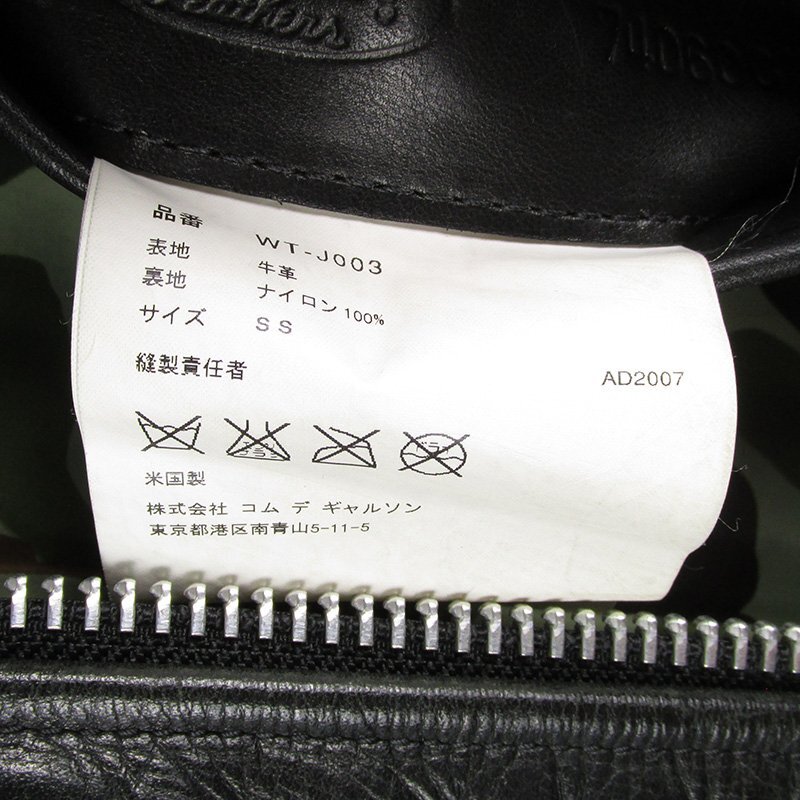 品番 WT-J003
表地 牛革
裏地 ナイロン 100%
サイズ SS
縫製責任者
AD2007
米国製
株式会社 コム デ ギャルソン
東京都港区南青山5-11-5